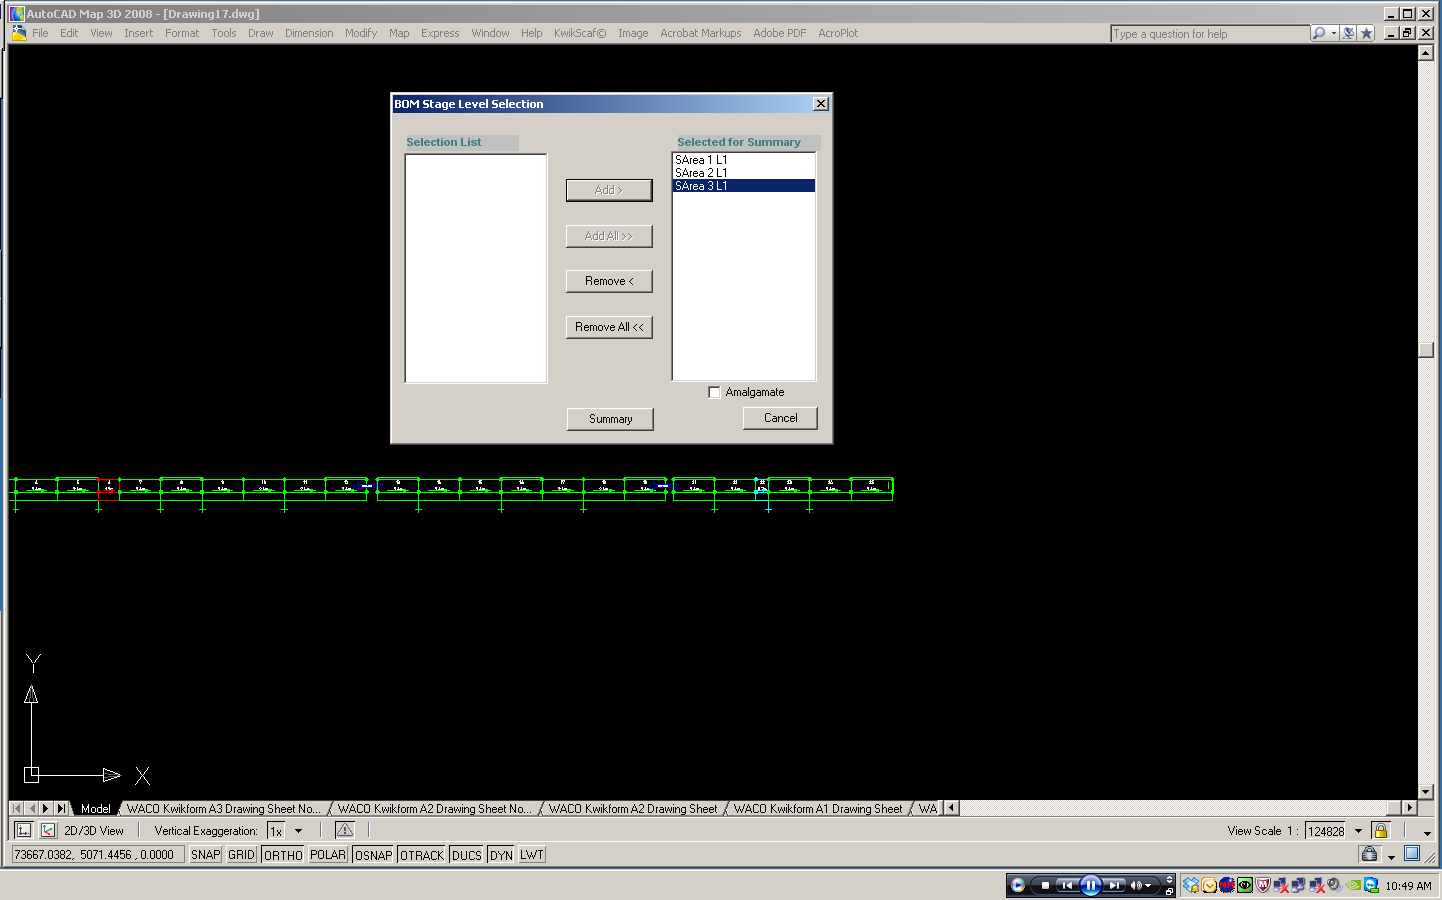 AutoCAD Map 3D 2008 - [Drawing17.dwg]
File Edit View Insert Format Tools Draw Dimension Modify Map Express Window Help KwikScaf© Image Acrobat Markups Adobe PDF AcroPlot
Type a question for help
BOM Stage Level Selection
Selection List
Selected for Summary
SArea 1 L1
SArea 2 L1
SArea 3 L1
Add >
Add All >>
Remove <
Remove All <<
Amalgamate
Summary
Cancel
Y
X
Model
WACO Kwikform A3 Drawing Sheet No...
WACO Kwikform A2 Drawing Sheet No...
WACO Kwikform A2 Drawing Sheet
WACO Kwikform A1 Drawing Sheet
WA
2D/3D View
Vertical Exaggeration: 1x
View Scale 1 : 124828
73667.0382, 5071.4456 , 0.0000
SNAP GRID ORTHO POLAR OSNAP OTRACK DUCS DYN LWT
10:49 AM